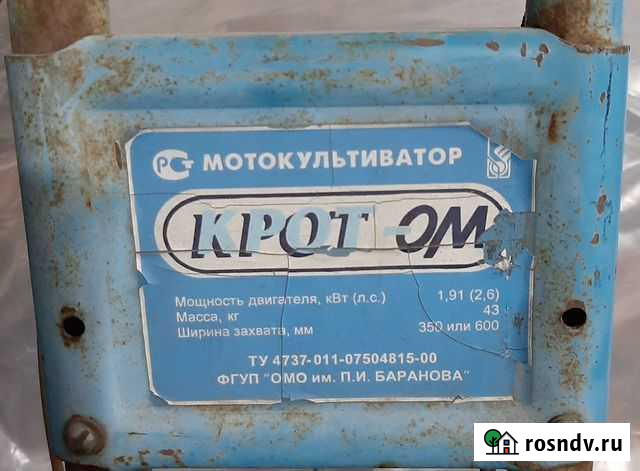 РСТ МОТОКУЛЬТИВАТОР
КРОТ-ОМ
Мощность двигателя, кВт (л.с.) 1,91 (2,6)
Масса, кг 43
Ширина захвата, мм 350 или 600
ТУ 4737-011-07504815-00
ФГУП "ОМО им. П.И. БАРАНОВА"
rosndv.ru